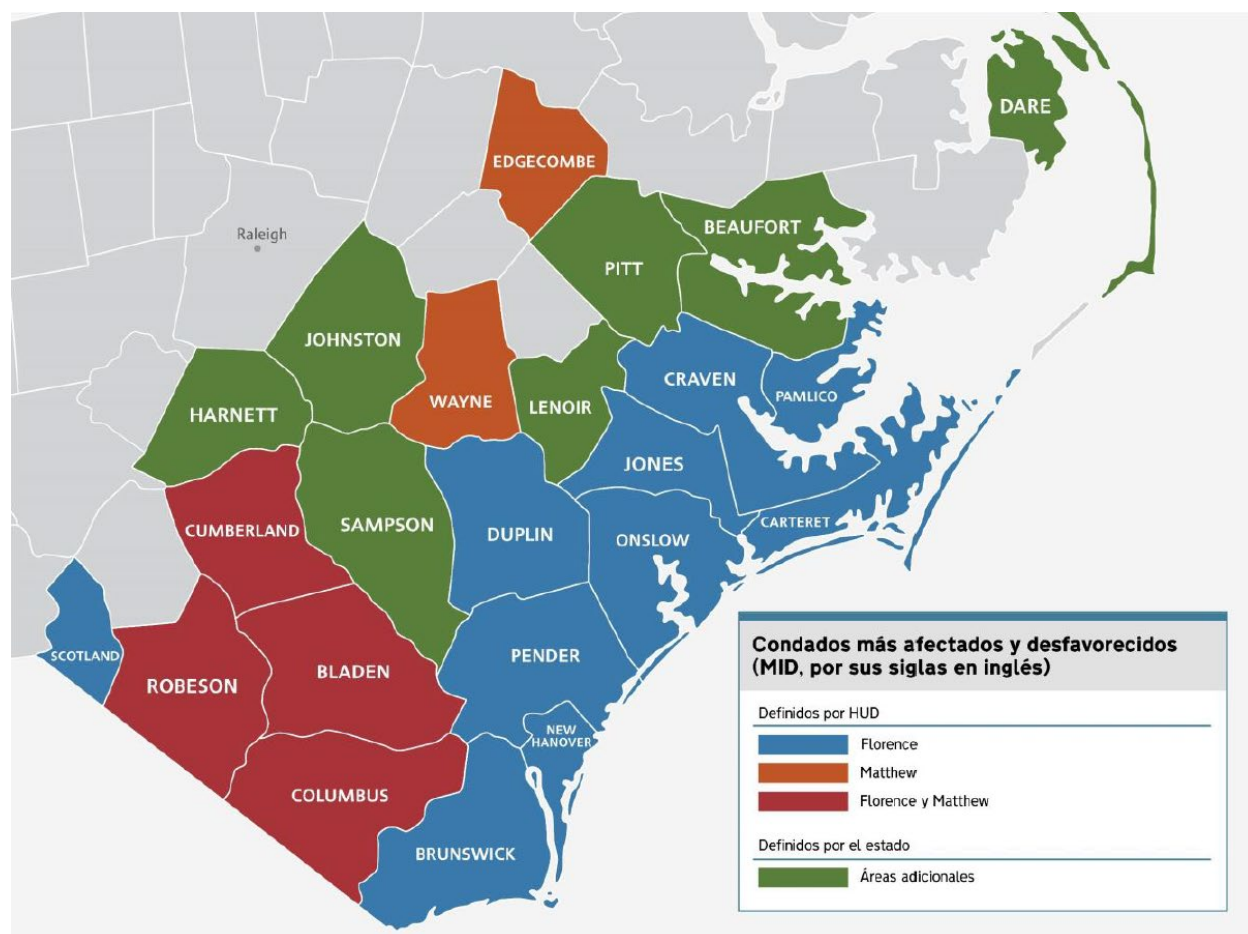 DARE
EDGECOMBE
BEAUFORT
Raleigh
PITT
JOHNSTON
CRAVEN
PAMLICO
WAYNE
LENOIR
HARNETT
JONES
CARTERET
CUMBERLAND
SAMPSON
DUPLIN
ONSLOW
SCOTLAND
ROBESON
BLADEN
PENDER
NEW
HANOVER
COLUMBUS
BRUNSWICK
Condados más afectados y desfavorecidos
(MID, por sus siglas en inglés)
Definidos por HUD
Florence
Matthew
Florence y Matthew
Definidos por el estado
Áreas adicionales